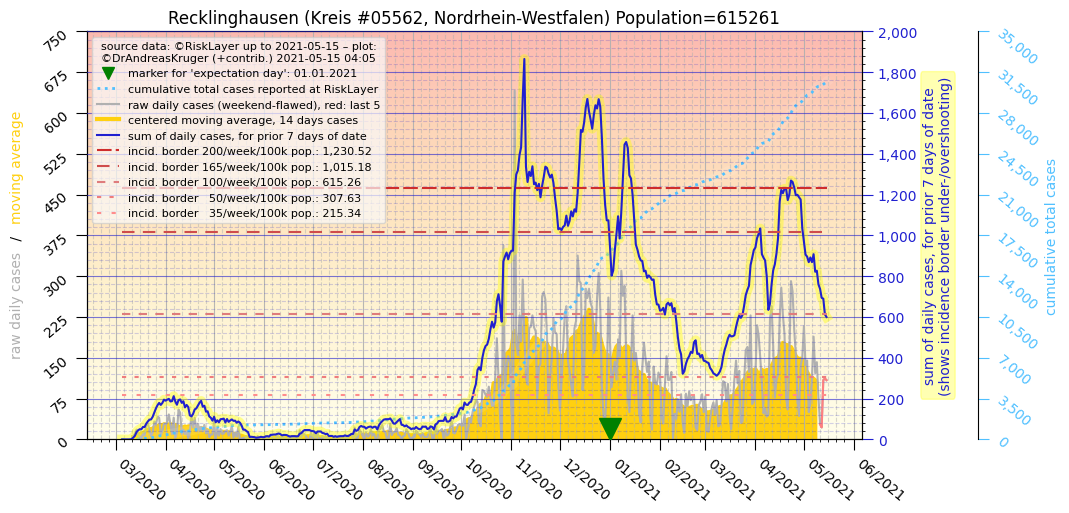 Recklinghausen (Kreis #05562, Nordrhein-Westfalen) Population=615261
source data: ©RiskLayer up to 2021-05-15 – plot:
©DrAndreasKruger (+contrib.) 2021-05-15 04:05
marker for 'expectation day': 01.01.2021
cumulative total cases reported at RiskLayer
raw daily cases (weekend-flawed), red: last 5
centered moving average, 14 days cases
sum of daily cases, for prior 7 days of date
incid. border 200/week/100k pop.: 1,230.52
incid. border 165/week/100k pop.: 1,015.18
incid. border 100/week/100k pop.: 615.26
incid. border   50/week/100k pop.: 307.63
incid. border   35/week/100k pop.: 215.34
raw daily cases / moving average
750
675
600
525
450
375
300
225
150
75
0
2,000
1,800
1,600
1,400
1,200
1,000
800
600
400
200
0
sum of daily cases, for prior 7 days of date
(shows incidence border under-/overshooting)
35,000
31,500
28,000
24,500
21,000
17,500
14,000
10,500
7,000
3,500
0
cumulative total cases
03/2020
04/2020
05/2020
06/2020
07/2020
08/2020
09/2020
10/2020
11/2020
12/2020
01/2021
02/2021
03/2021
04/2021
05/2021
06/2021